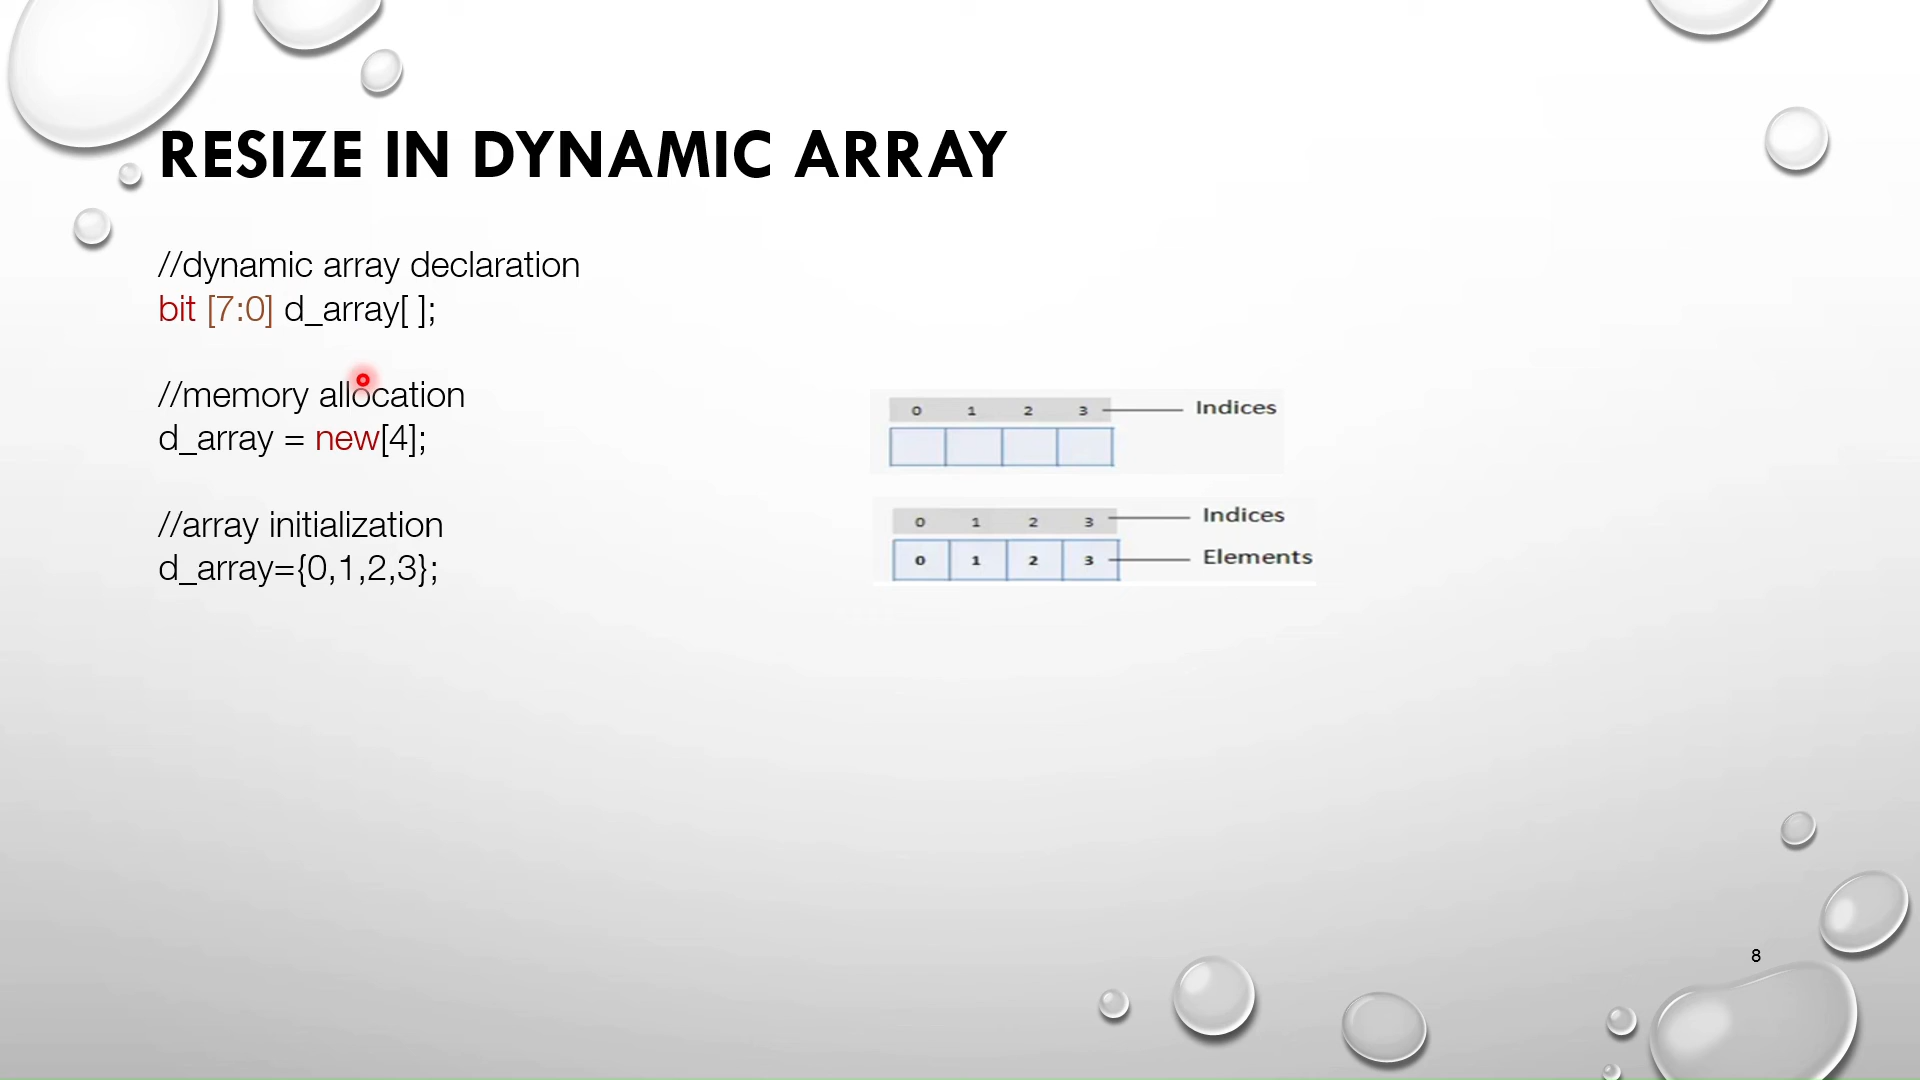 RESIZE IN DYNAMIC ARRAY
//dynamic array declaration
bit [7:0] d_array[ ];
//memory allocation
d_array = new[4];
//array initialization
d_array={0,1,2,3};
0 1 2 3 Indices
0 1 2 3 Indices
0 1 2 3 Elements
8